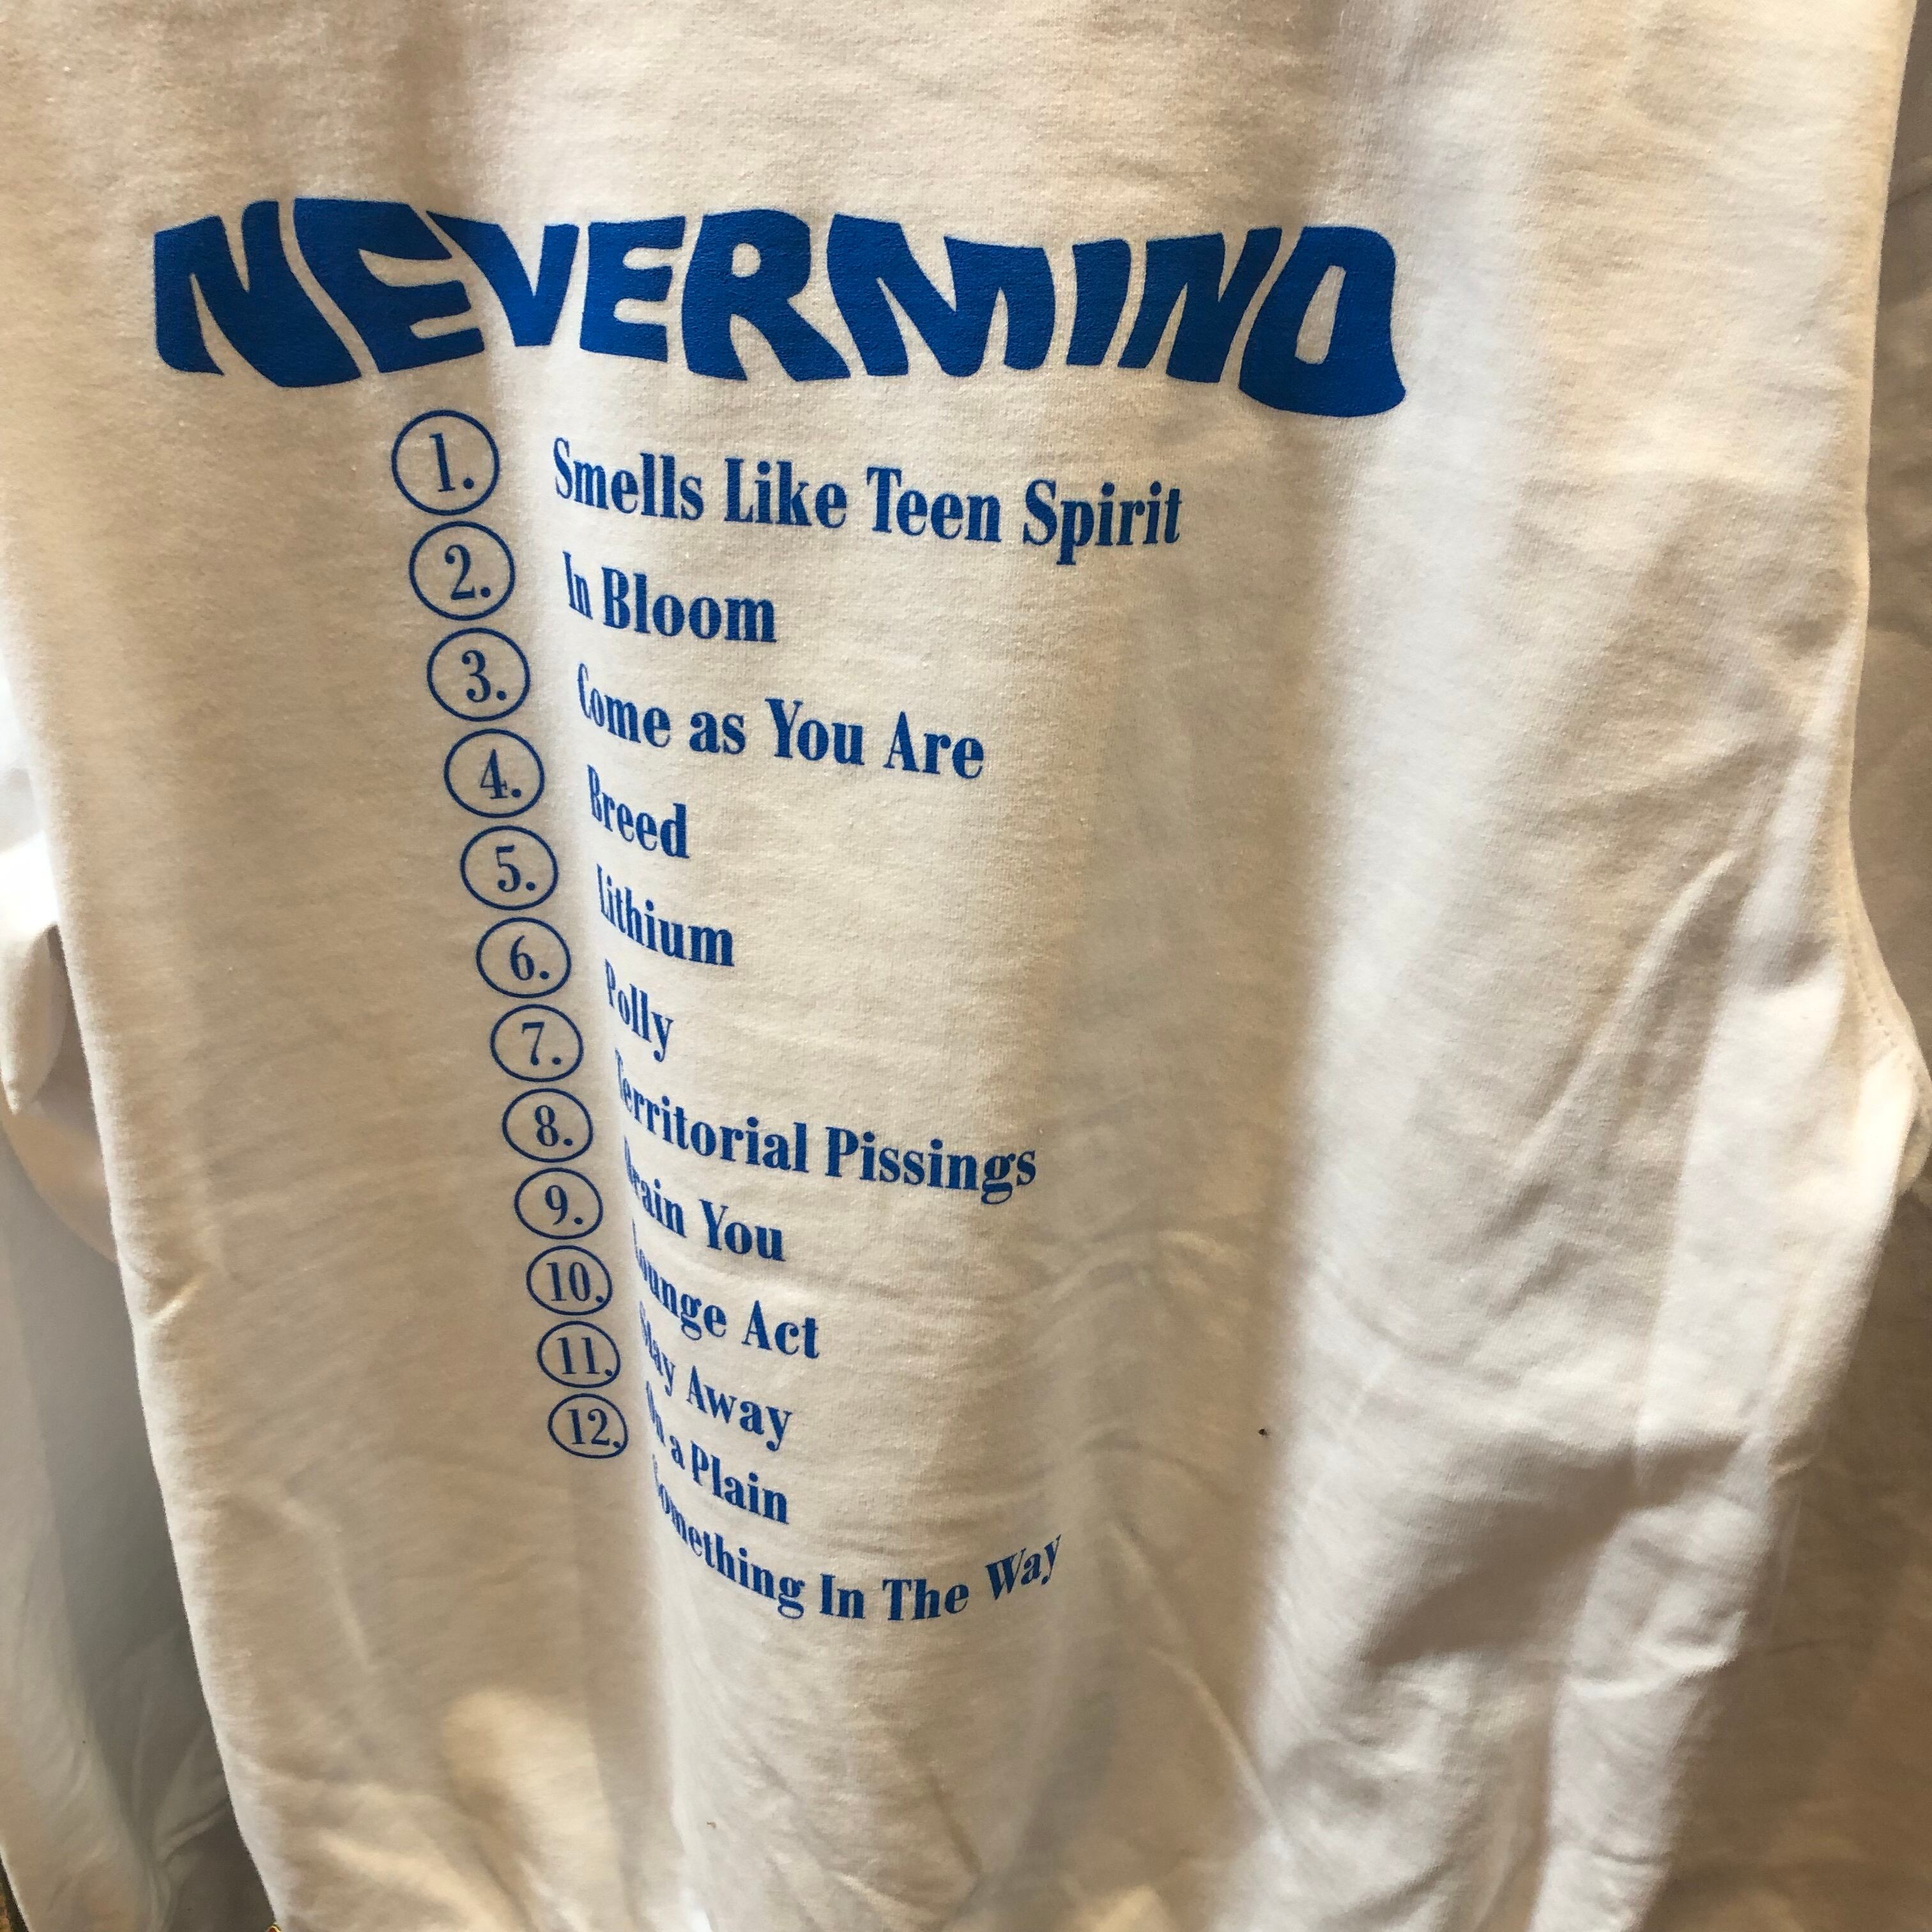 NEVERMIND
1. Smells Like Teen Spirit
2. In Bloom
3. Come as You Are
4. Breed
5. Lithium
6. Polly
7. Territorial Pissings
8. Drain You
9. Lounge Act
10. Stay Away
11. On a Plain
12. Something In The Way